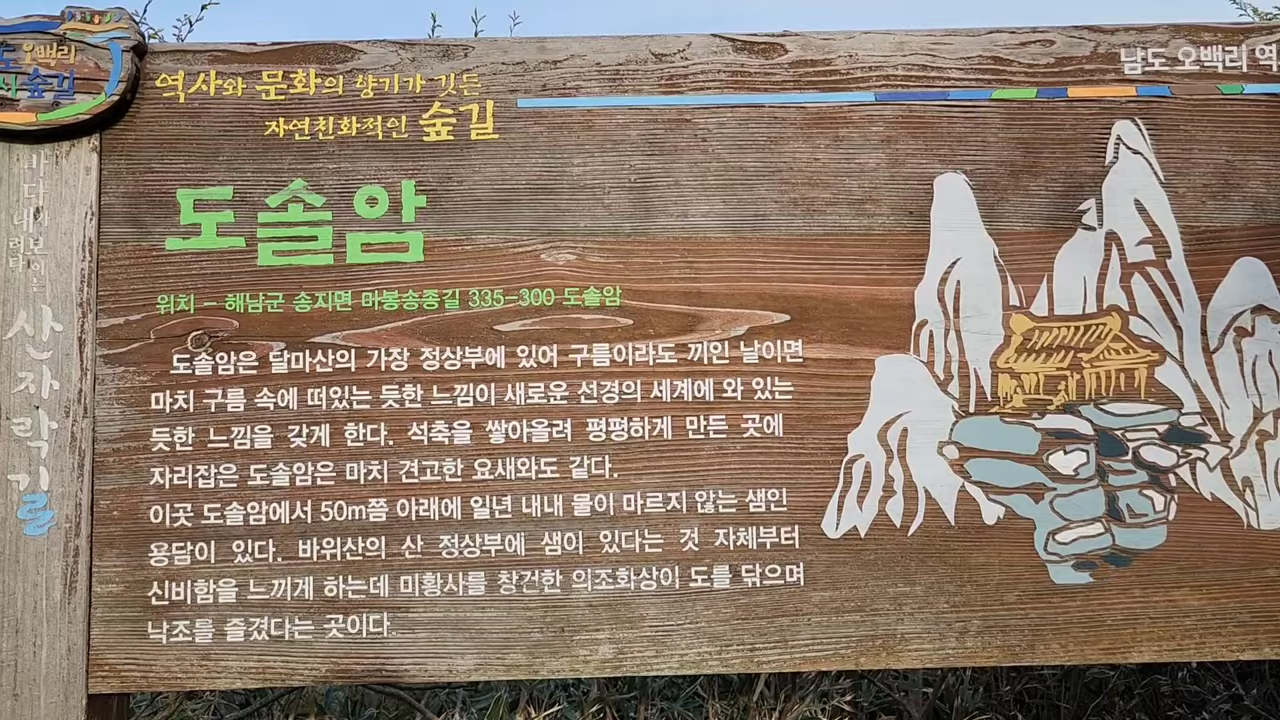 오백리
숲길
역사와 문화의 향기가 깃든
자연친화적인 숲길
남도 오백리
도솔암
위치 - 해남군 송지면 마봉송종길 335-300 도솔암
도솔암은 달마산의 가장 정상부에 있어 구름이라도 끼인 날이면
마치 구름 속에 떠있는 듯한 느낌이 새로운 선경의 세계에 와 있는
듯한 느낌을 갖게 한다. 석축을 쌓아올려 평평하게 만든 곳에
자리잡은 도솔암은 마치 견고한 요새와도 같다.
이곳 도솔암에서 50m쯤 아래에 일년 내내 물이 마르지 않는 샘인
용담이 있다. 바위산의 산 정상부에 샘이 있다는 것 자체부터
신비함을 느끼게 하는데 미황사를 창건한 의조화상이 도를 닦으며
낙조를 즐겼다는 곳이다.
바다가
내려다
보이는
산자락길을